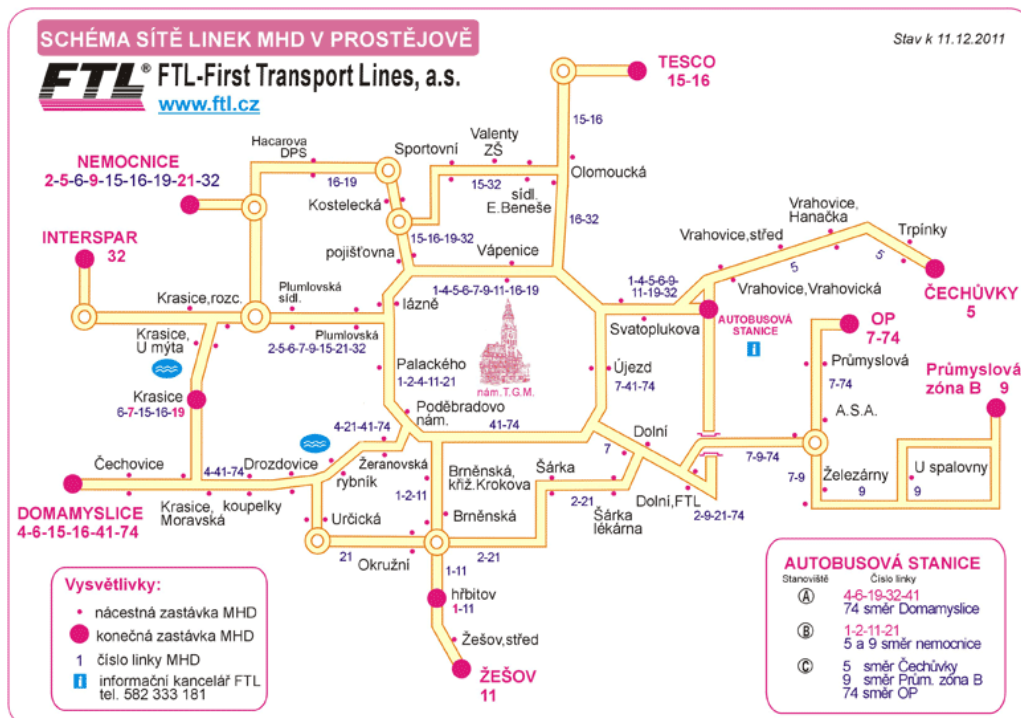 SCHÉMA SÍTĚ LINEK MHD V PROSTĚJOVĚ
Stav k 11.12.2011
FTL® FTL-First Transport Lines, a.s.
www.ftl.cz
TESCO
15-16
15-16
Hacarova
DPS
Sportovní
Valenty
ZŠ
NEMOCNICE
2-5-6-9-15-16-19-21-32
16-19
15-32
Olomoucká
sídl.
E.Beneše
Kostelecká
16-32
Vrahovice,
Hanačka
Trpínky
INTERSPAR
32
15-16-19-32
pojišťovna
Vápenice
Vrahovice,střed
5
5
1-4-5-6-7-9-11-16-19
1-4-5-6-9-
11-19-32
Vrahovice,Vrahovická
ČECHŮVKY
5
Krasice,rozc.
Plumlovská
sídl.
lázně
Svatoplukova
AUTOBUSOVÁ
STANICE
i
OP
7-74
Krasice,
U mýta
Plumlovská
2-5-6-7-9-15-21-32
Palackého
1-2-4-11-21
nám.T.G.M.
Újezd
7-41-74
Průmyslová
7-74
Průmyslová
zóna B 9
Krasice
6-7-15-16-19
Poděbradovo
nám.
A.S.A.
4-21-41-74
41-74
Dolní
7
7-9-74
Čechovice
4-41-74
Drozdovice
Žeranovská
rybník
Brněnská,
křiž.Krokova
Šárka
7-9
Železárny
9
U spalovny
9
DOMAMYSLICE
4-6-15-16-41-74
Krasice,
Moravská
koupelky
1-2-11
2-21
Dolní,FTL
2-9-21-74
Určická
Brněnská
Šárka
lékárna
21
Okružní
2-21
1-11
hřbitov
1-11
Žešov,střed
ŽEŠOV
11
Vysvětlivky:
nácestná zastávka MHD
konečná zastávka MHD
1 číslo linky MHD
i informační kancelář FTL
tel. 582 333 181
AUTOBUSOVÁ STANICE
Stanoviště Číslo linky
A 4-6-19-32-41
74 směr Domamyslice
B 1-2-11-21
5 a 9 směr nemocnice
C 5 směr Čechůvky
9 směr Prům. zóna B
74 směr OP